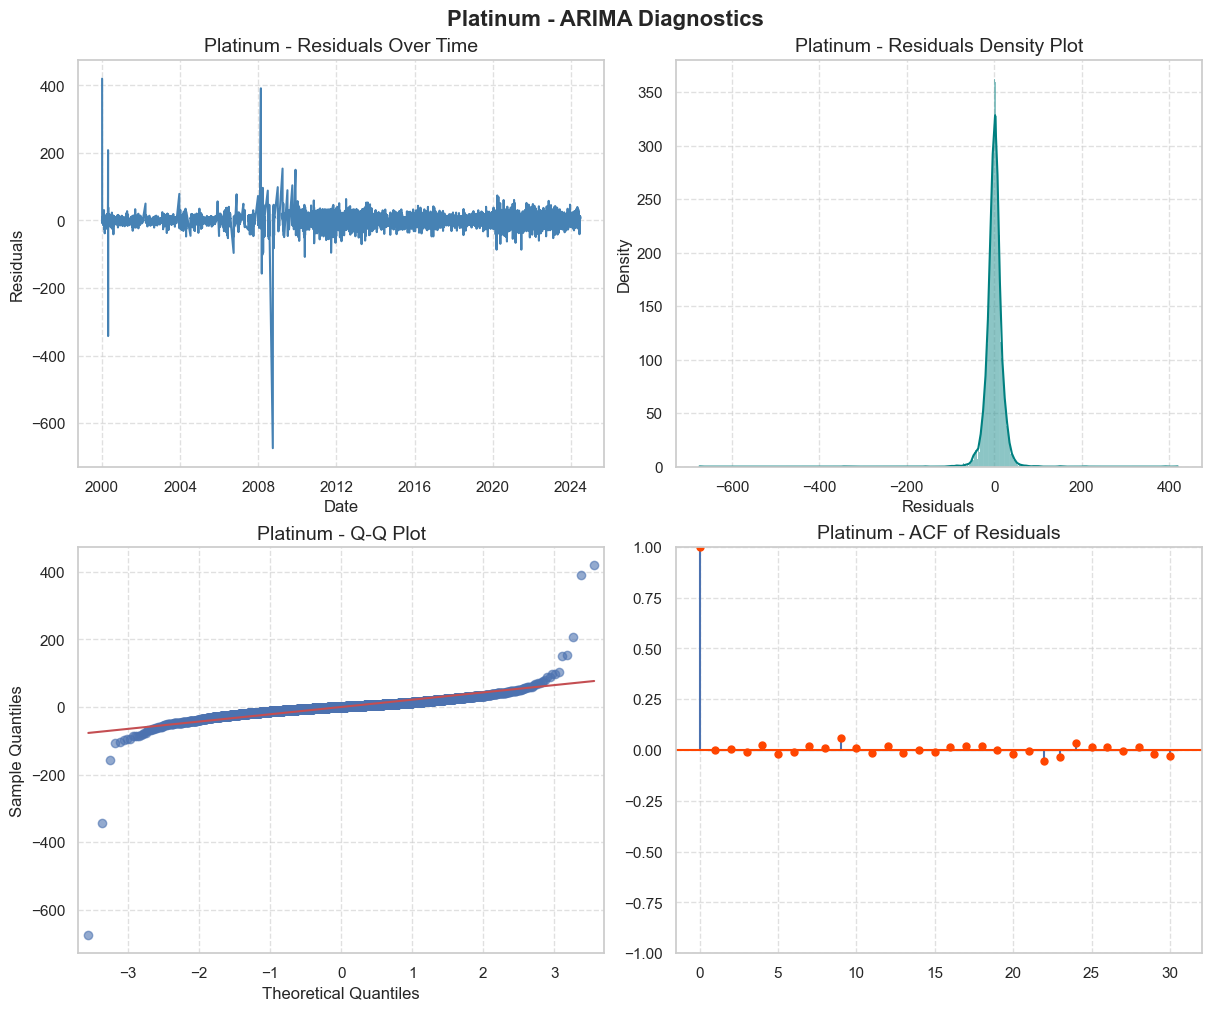 Platinum - ARIMA Diagnostics
Platinum - Residuals Over Time
400
200
0
−200
−400
−600
Residuals
2000 2004 2008 2012 2016 2020 2024
Date
Platinum - Residuals Density Plot
350
300
250
200
150
100
50
0
Density
−600 −400 −200 0 200 400
Residuals
Platinum - Q-Q Plot
400
200
0
−200
−400
−600
Sample Quantiles
−3 −2 −1 0 1 2 3
Theoretical Quantiles
Platinum - ACF of Residuals
1.00
0.75
0.50
0.25
0.00
−0.25
−0.50
−0.75
−1.00
0 5 10 15 20 25 30